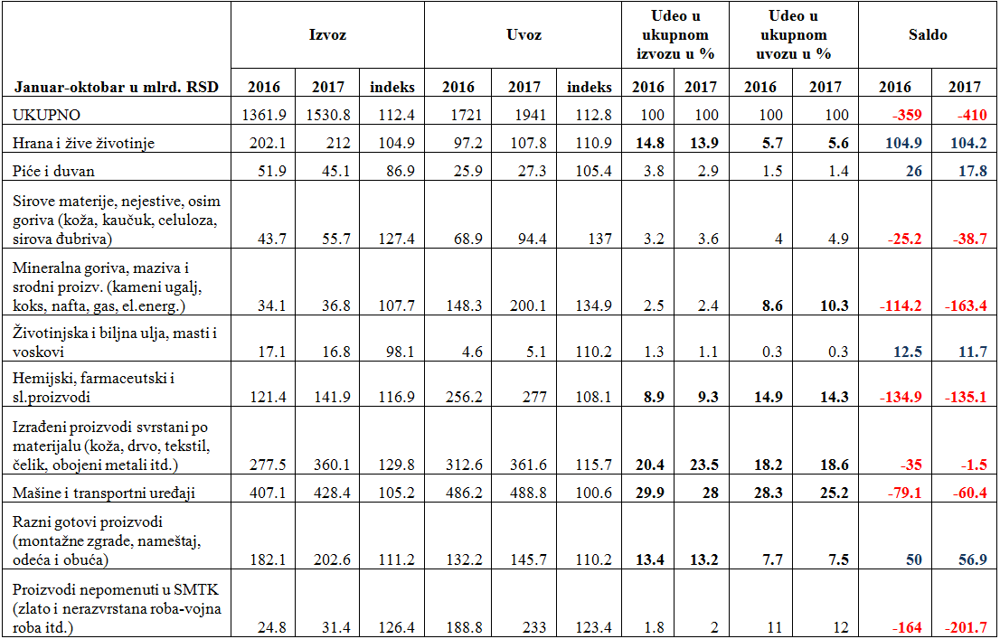 Izvoz Uvoz Udeo u ukupnom izvozu u % Udeo u ukupnom uvozu u % Saldo
Januar-oktobar u mlrd. RSD 2016 2017 indeks 2016 2017 indeks 2016 2017 2016 2017 2016 2017
UKUPNO 1361.9 1530.8 112.4 1721 1941 112.8 100 100 100 100 -359 -410
Hrana i žive životinje 202.1 212 104.9 97.2 107.8 110.9 14.8 13.9 5.7 5.6 104.9 104.2
Piće i duvan 51.9 45.1 86.9 25.9 27.3 105.4 3.8 2.9 1.5 1.4 26 17.8
Sirove materije, nejestive, osim
goriva (koža, kaučuk, celuloza,
sirova đubriva) 43.7 55.7 127.4 68.9 94.4 137 3.2 3.6 4 4.9 -25.2 -38.7
Mineralna goriva, maziva i
srodni proizv. (kameni ugalj,
koks, nafta, gas, el.energ.) 34.1 36.8 107.7 148.3 200.1 134.9 2.5 2.4 8.6 10.3 -114.2 -163.4
Životinjska i biljna ulja, masti i
voskovi 17.1 16.8 98.1 4.6 5.1 110.2 1.3 1.1 0.3 0.3 12.5 11.7
Hemijski, farmaceutski i
sl.proizvodi 121.4 141.9 116.9 256.2 277 108.1 8.9 9.3 14.9 14.3 -134.9 -135.1
Izrađeni proizvodi svrstani po
materijalu (koža, drvo, tekstil,
čelik, obojeni metali itd.) 277.5 360.1 129.8 312.6 361.6 115.7 20.4 23.5 18.2 18.6 -35 -1.5
Mašine i transportni uređaji 407.1 428.4 105.2 486.2 488.8 100.6 29.9 28 28.3 25.2 -79.1 -60.4
Razni gotovi proizvodi
(montažne zgrade, nameštaj,
odeća i obuća) 182.1 202.6 111.2 132.2 145.7 110.2 13.4 13.2 7.7 7.5 50 56.9
Proizvodi nepomenuti u SMTK
(zlato i nerazvrstana roba-vojna
roba itd.) 24.8 31.4 126.4 188.8 233 123.4 1.8 2 11 12 -164 -201.7